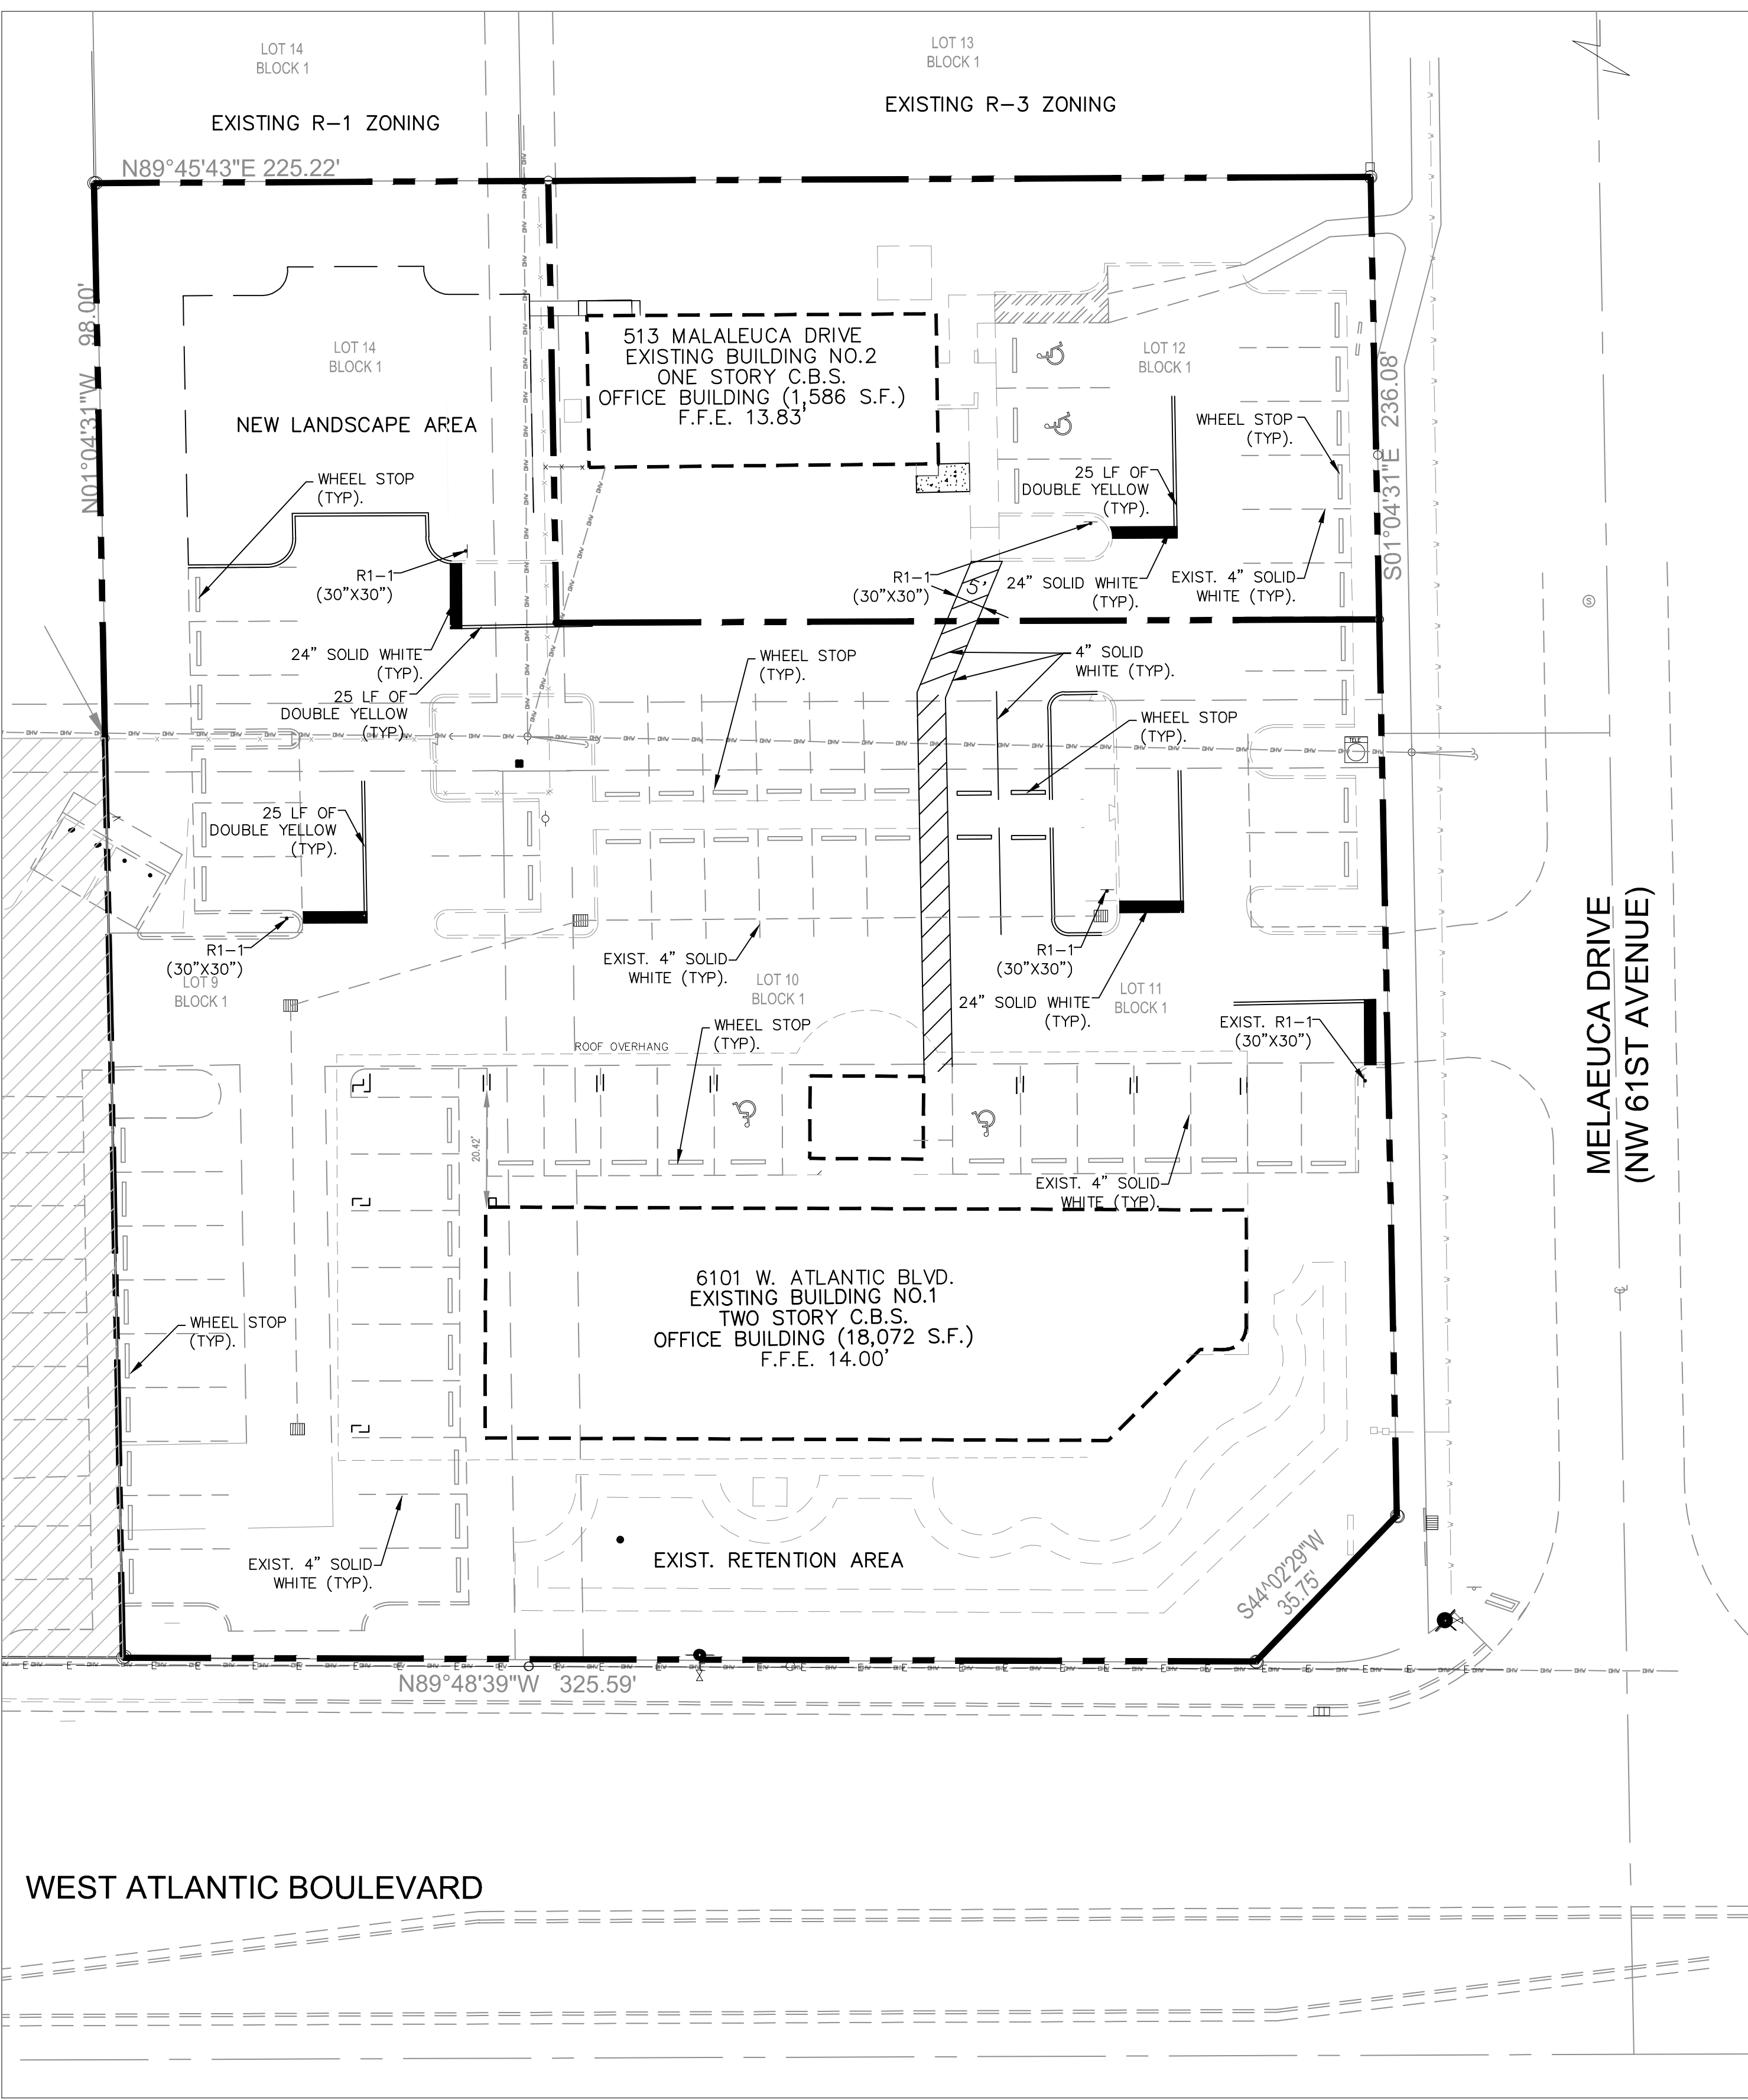 LOT 14
BLOCK 1
LOT 13
BLOCK 1
EXISTING R-1 ZONING
EXISTING R-3 ZONING
N89°45'43"E 225.22'
N01°04'31"W 98.00'
LOT 14
BLOCK 1
NEW LANDSCAPE AREA
513 MALALEUCA DRIVE
EXISTING BUILDING NO.2
ONE STORY C.B.S.
OFFICE BUILDING (1,586 S.F.)
F.F.E. 13.83'
LOT 12
BLOCK 1
S01°04'31"E 236.08'
WHEEL STOP
(TYP).
WHEEL STOP
(TYP).
25 LF OF
DOUBLE YELLOW
(TYP).
R1-1
(30"X30")
R1-1
(30"X30")
5'
24" SOLID WHITE
(TYP).
EXIST. 4" SOLID
WHITE (TYP).
24" SOLID WHITE
(TYP).
25 LF OF
DOUBLE YELLOW
(TYP).
WHEEL STOP
(TYP).
4" SOLID
WHITE (TYP).
WHEEL STOP
(TYP).
TELE
25 LF OF
DOUBLE YELLOW
(TYP).
R1-1
(30"X30")
LOT 9
BLOCK 1
EXIST. 4" SOLID
WHITE (TYP).
LOT 10
BLOCK 1
R1-1
(30"X30")
24" SOLID WHITE
(TYP).
LOT 11
BLOCK 1
EXIST. R1-1
(30"X30")
MELAEUCA DRIVE
(NW 61ST AVENUE)
ROOF OVERHANG
WHEEL STOP
(TYP).
20.42'
EXIST. 4" SOLID
WHITE (TYP).
6101 W. ATLANTIC BLVD.
EXISTING BUILDING NO.1
TWO STORY C.B.S.
OFFICE BUILDING (18,072 S.F.)
F.F.E. 14.00'
WHEEL STOP
(TYP).
EXIST. 4" SOLID
WHITE (TYP).
EXIST. RETENTION AREA
S44^02'29"W
35.75'
N89°48'39"W 325.59'
WEST ATLANTIC BOULEVARD